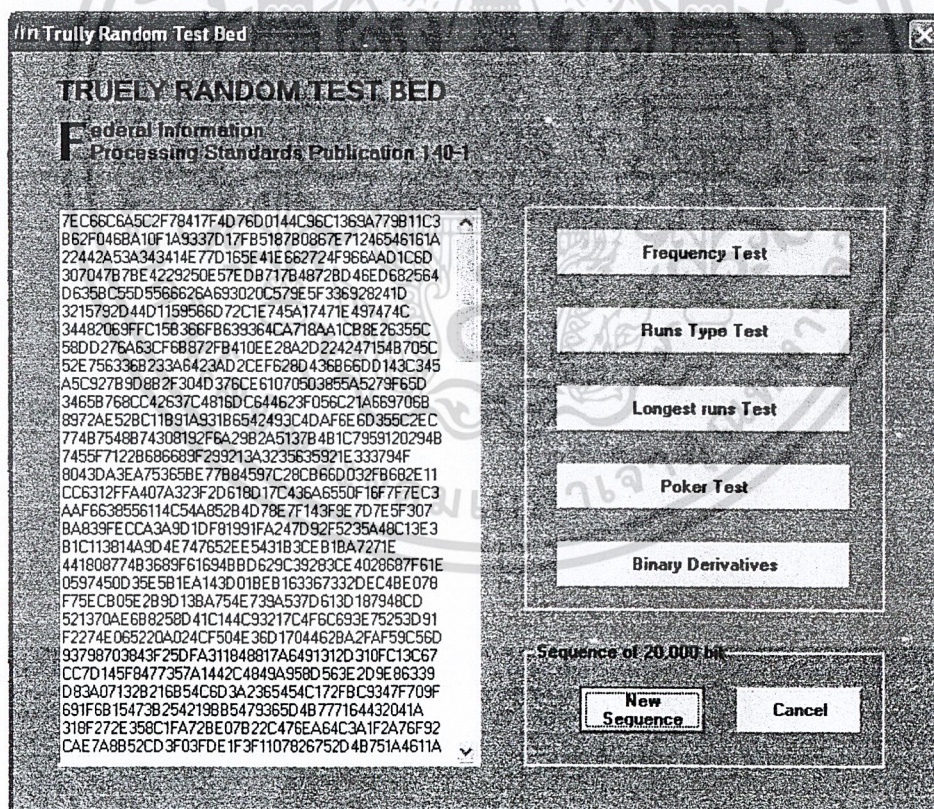 Trully Random Test Bed
TRUELY RANDOM TEST BED
Federal Information
Processing Standards Publication 140-1
7EC66C6A5C2F78417F4D76D0144C96C1369A779B11C3
B62F046BA10F1A9337D17FB5187B0867E71246546161A
22442A53A343414E77D165E41E662724F966AAD1C6D
307047B7BE4229250E57EDB717B4872BD46ED682564
D635BC55D5566626A693020C579E5F336928241D
3215792D44D1159566D72C1E745A17471E497474C
34482069FFC15B366FB639364CA718AA1CB8E26355C
58DD276A63CF6B872FB410EE28A2D224247154B705C
52E756336B233A6423AD2CEF628D436B66DD143C345
A5C927B9D8B2F304D376CE61070503855A5279F65D
3465B768CC42637C4816DC644623F056C21A669706B
8972AE52BC11B91A931B6542493C4DAF6E6D355C2EC
774B7548B74308192F6A29B2A5137B4B1C7959120294B
7455F7122B686689F299213A3235635921E333794F
8043DA3EA75365BE77B84597C28CB66D032FB682E11
CC6312FFA407A323F2D618D17C436A6550F16F7F7EC3
AAF6638556114C54A852B4D78E7F143F9E7D7E5F307
BA839FECCA3A9D1DF81991FA247D92F5235A48C13E3
B1C113814A9D4E747652EE5431B3CEB1BA7271E
441808774B3689F61694BBD629C39283CE4028687F61E
0597450D35E5B1EA143D01BEB163367332DEC4BE078
F75ECB05E2B9D13BA754E739A537D613D187948CD
521370AE6B8258D41C144C93217C4F6C693E75253D91
F2274E065220A024CF504E36D1704462BA2FAF59C56D
93798703843F25DFA311848817A6491312D310FC13C67
CC7D145F8477357A1442C4849A958D563E2D9E86339
D83A07132B216B54C6D3A2365454C172FBC9347F709F
691F6B15473B254219BB5479365D4B777164432041A
318F272E358C1FA72BE07B22C476EA64C3A1F2A76F92
CAE7A8B52CD3F03FDE1F3F1107826752D4B751A4611A
Frequency Test
Runs Type Test
Longest runs Test
Poker Test
Binary Derivatives
Sequence of 20,000 bit
New
Sequence
Cancel